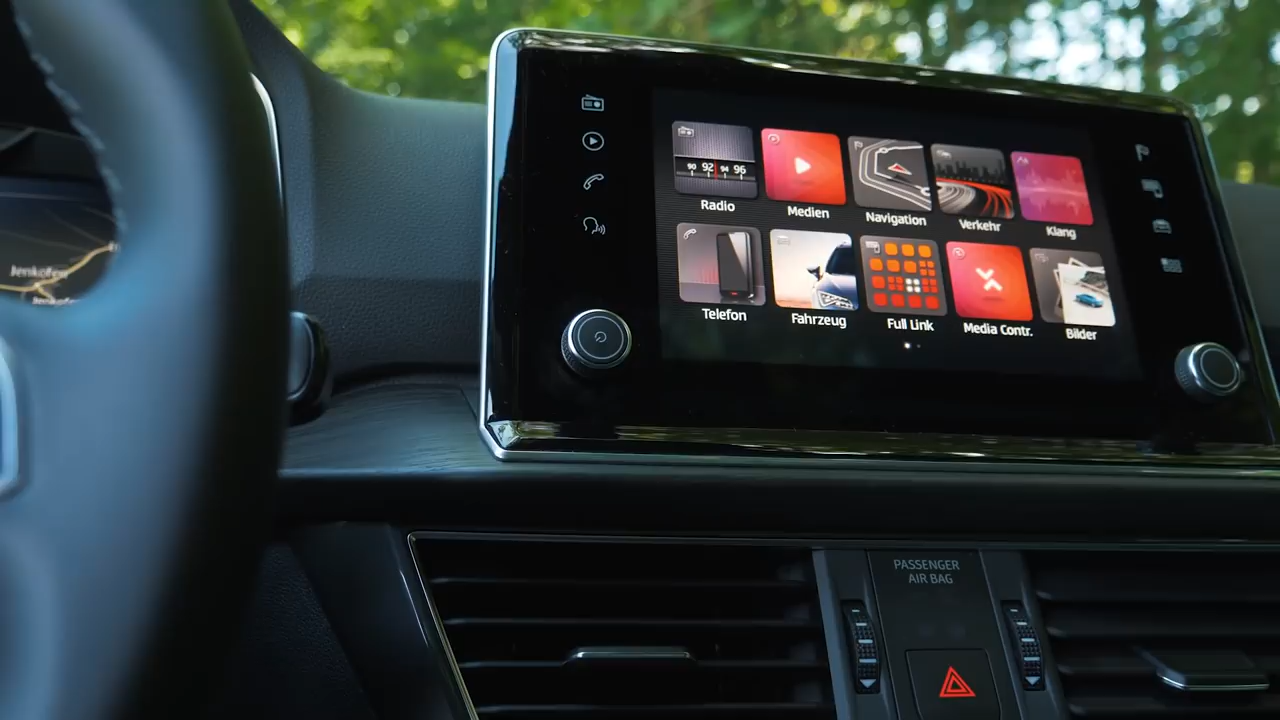 90 92 94 96
Radio
Medien
Navigation
Verkehr
Klang
Telefon
Fahrzeug
Full Link
Media Contr.
Bilder
Jenkofen
PASSENGER
AIR BAG